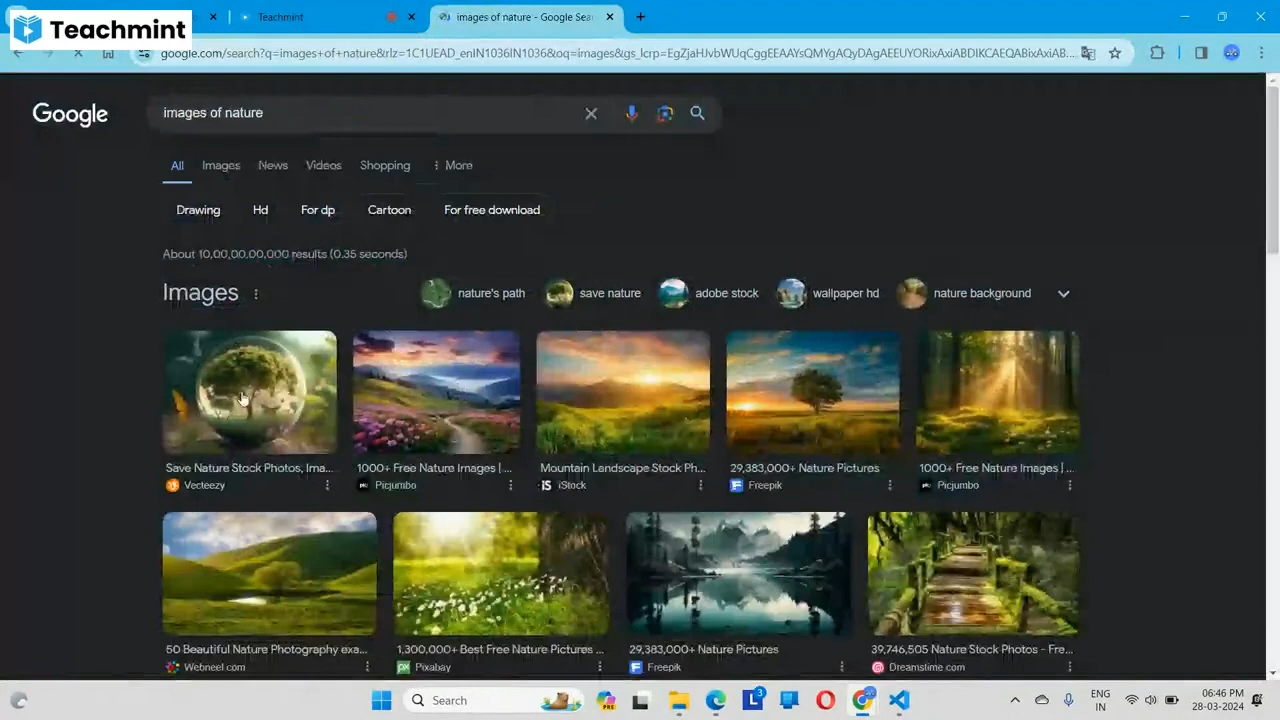 Teachmint
Teachmint
images of nature - Google Sear
google.com/search?q=images+of+nature&rlz=1C1UEAD_enIN1036IN1036&oq=images&gs_lcrp=
Google
images of nature
All Images News Videos Shopping More
Drawing Hd For dp Cartoon For free download
About 10,00,00,00,000 results (0.35 seconds)
Images
nature's path save nature adobe stock wallpaper hd nature background
Save Nature Stock Photos, Ima... 1000+ Free Nature Images | ... Mountain Landscape Stock Ph... 29,383,000+ Nature Pictures 1000+ Free Nature Images | ...
Vecteezy Picjumbo iStock Freepik Picjumbo
50 Beautiful Nature Photography exa... 1,300,000+ Best Free Nature Pictures ... 29,383,000+ Nature Pictures 39,746,505 Nature Stock Photos - Fre...
Webneel.com Pixabay Freepik Dreamstime.com
Search
ENG
IN
06:46 PM
28-03-2024